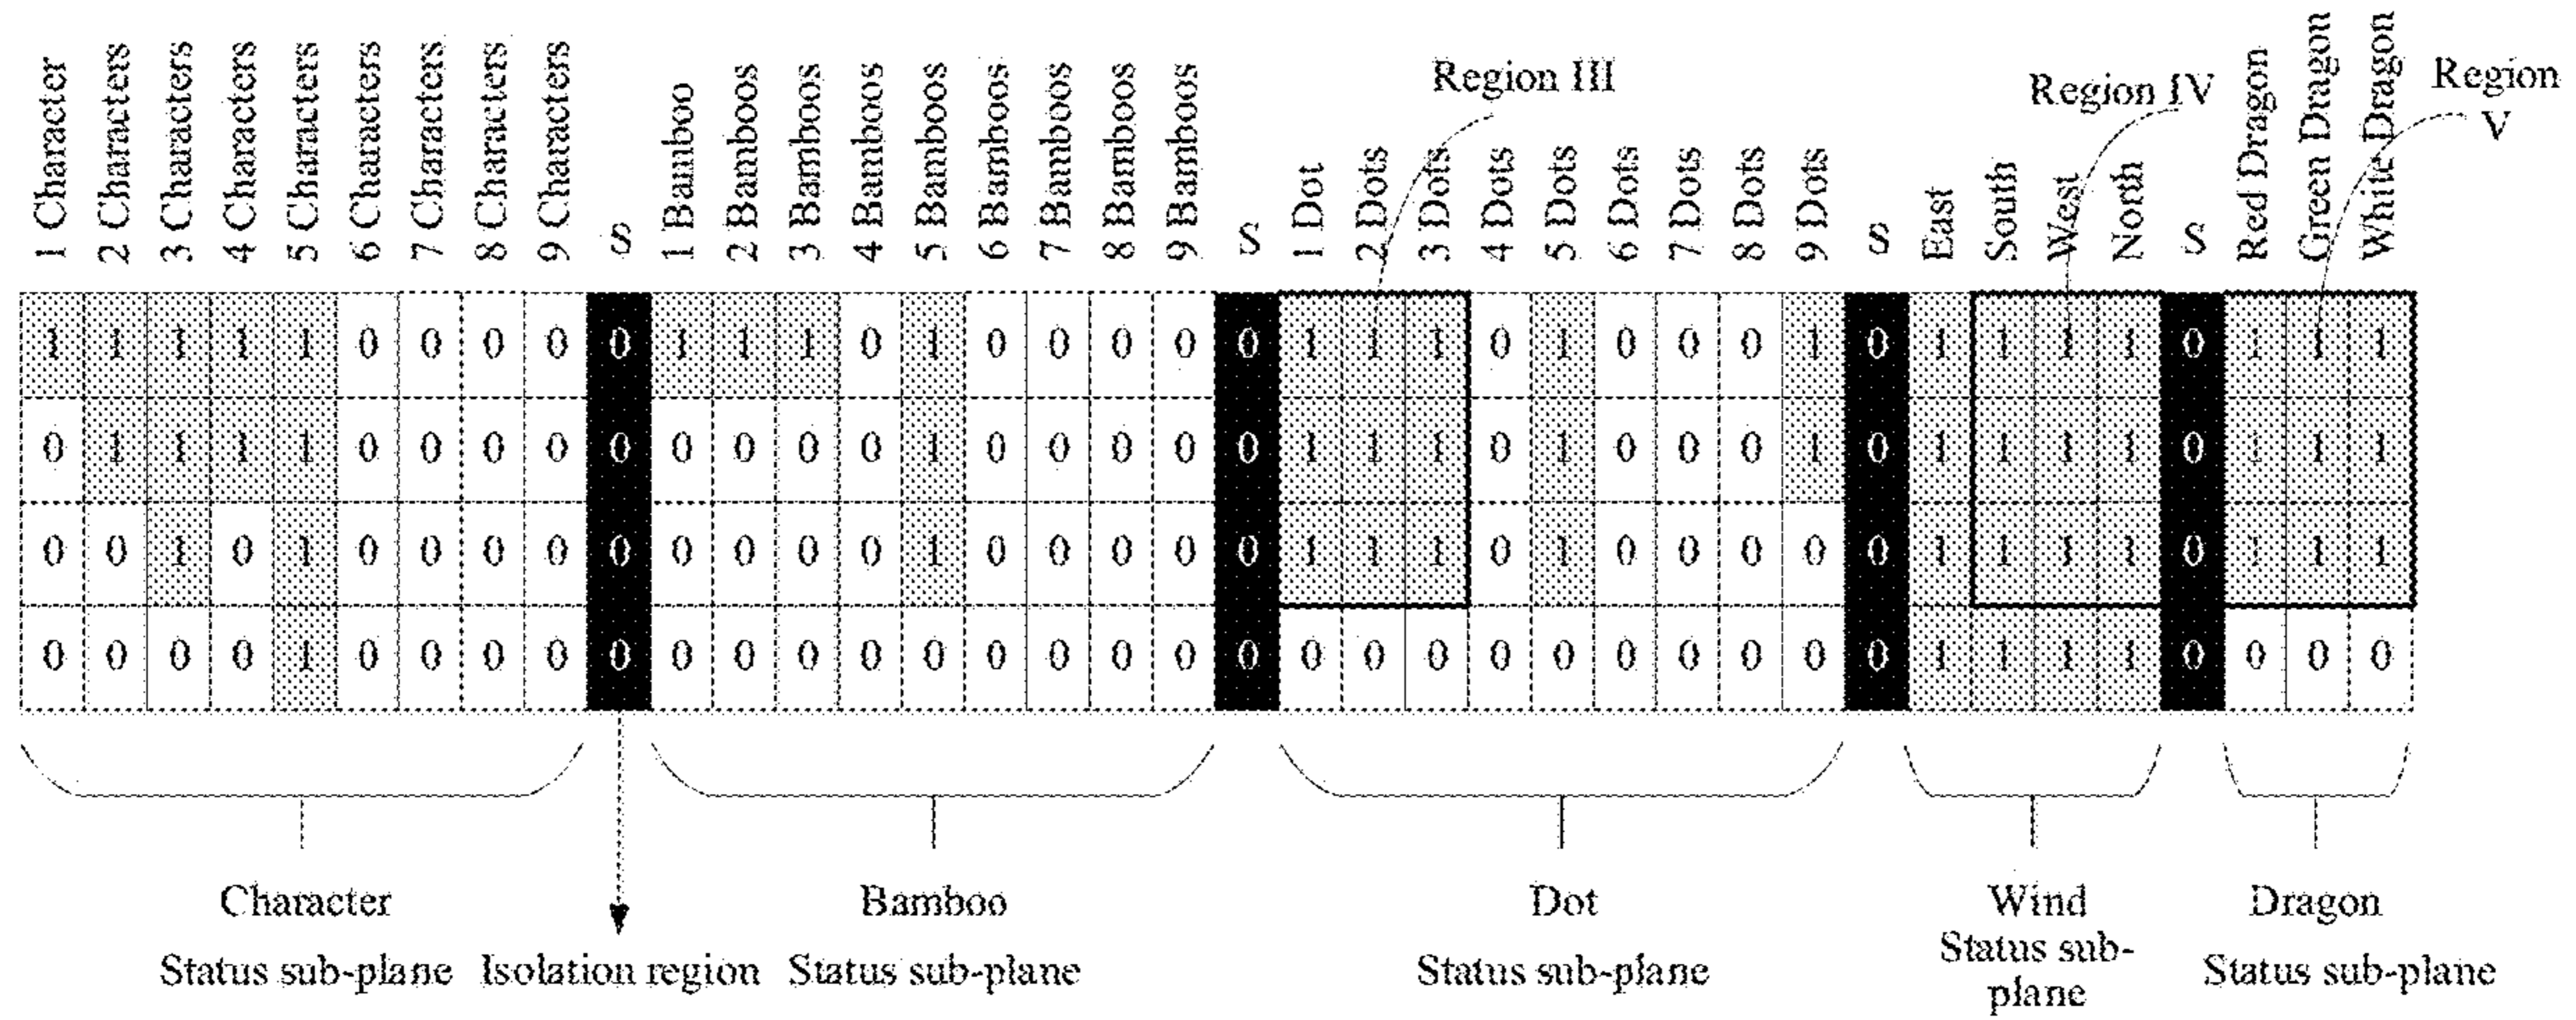 1 Character
2 Characters
3 Characters
4 Characters
5 Characters
6 Characters
7 Characters
8 Characters
9 Characters
S
1 Bamboo
2 Bamboos
3 Bamboos
4 Bamboos
5 Bamboos
6 Bamboos
7 Bamboos
8 Bamboos
9 Bamboos
S
1 Dot
2 Dots
3 Dots
4 Dots
5 Dots
6 Dots
7 Dots
8 Dots
9 Dots
S
East
South
West
North
S
Red Dragon
Green Dragon
White Dragon
Region III
Region IV
Region
V
1 1 1 1 1 0 0 0 0 0 1 1 1 0 1 0 0 0 0 0 1 1 1 0 1 0 0 0 1 0 1 1 1 1 0 1 1 1
0 1 1 1 1 0 0 0 0 0 0 0 0 0 1 0 0 0 0 0 1 1 1 0 1 0 0 0 1 0 1 1 1 1 0 1 1 1
0 0 1 0 1 0 0 0 0 0 0 0 0 0 1 0 0 0 0 0 1 1 1 0 1 0 0 0 0 0 1 1 1 1 0 1 1 1
0 0 0 0 1 0 0 0 0 0 0 0 0 0 0 0 0 0 0 0 0 0 0 0 0 0 0 0 0 0 1 1 1 1 0 0 0 0
Character
Status sub-plane
Isolation region
Bamboo
Status sub-plane
Dot
Status sub-plane
Wind
Status sub-
plane
Dragon
Status sub-plane